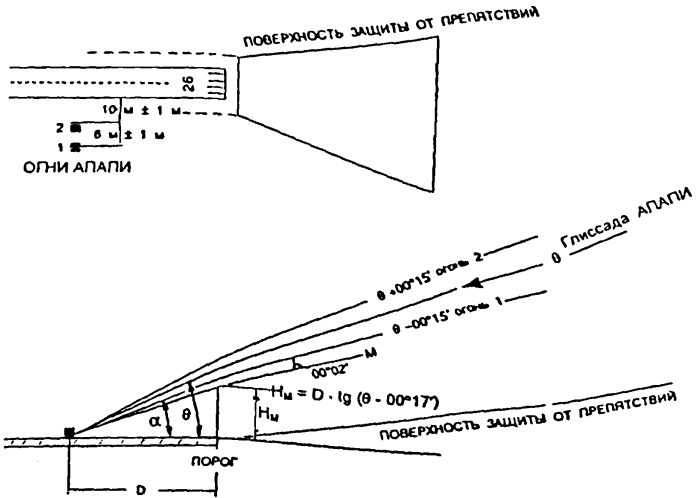 ПОВЕРХНОСТЬ ЗАЩИТЫ ОТ ПРЕПЯТСТВИЙ
26
10 м ± 1 м
2
6 м ± 1 м
1
ОГНИ АПАПИ
Глиссада АПАПИ
θ
θ +00°15′ огонь 2
θ −00°15′ огонь 1
00°02′
М
Hм = D · tg (θ - 00°17′)
Hм
α
θ
ПОВЕРХНОСТЬ ЗАЩИТЫ ОТ ПРЕПЯТСТВИЙ
ПОРОГ
D